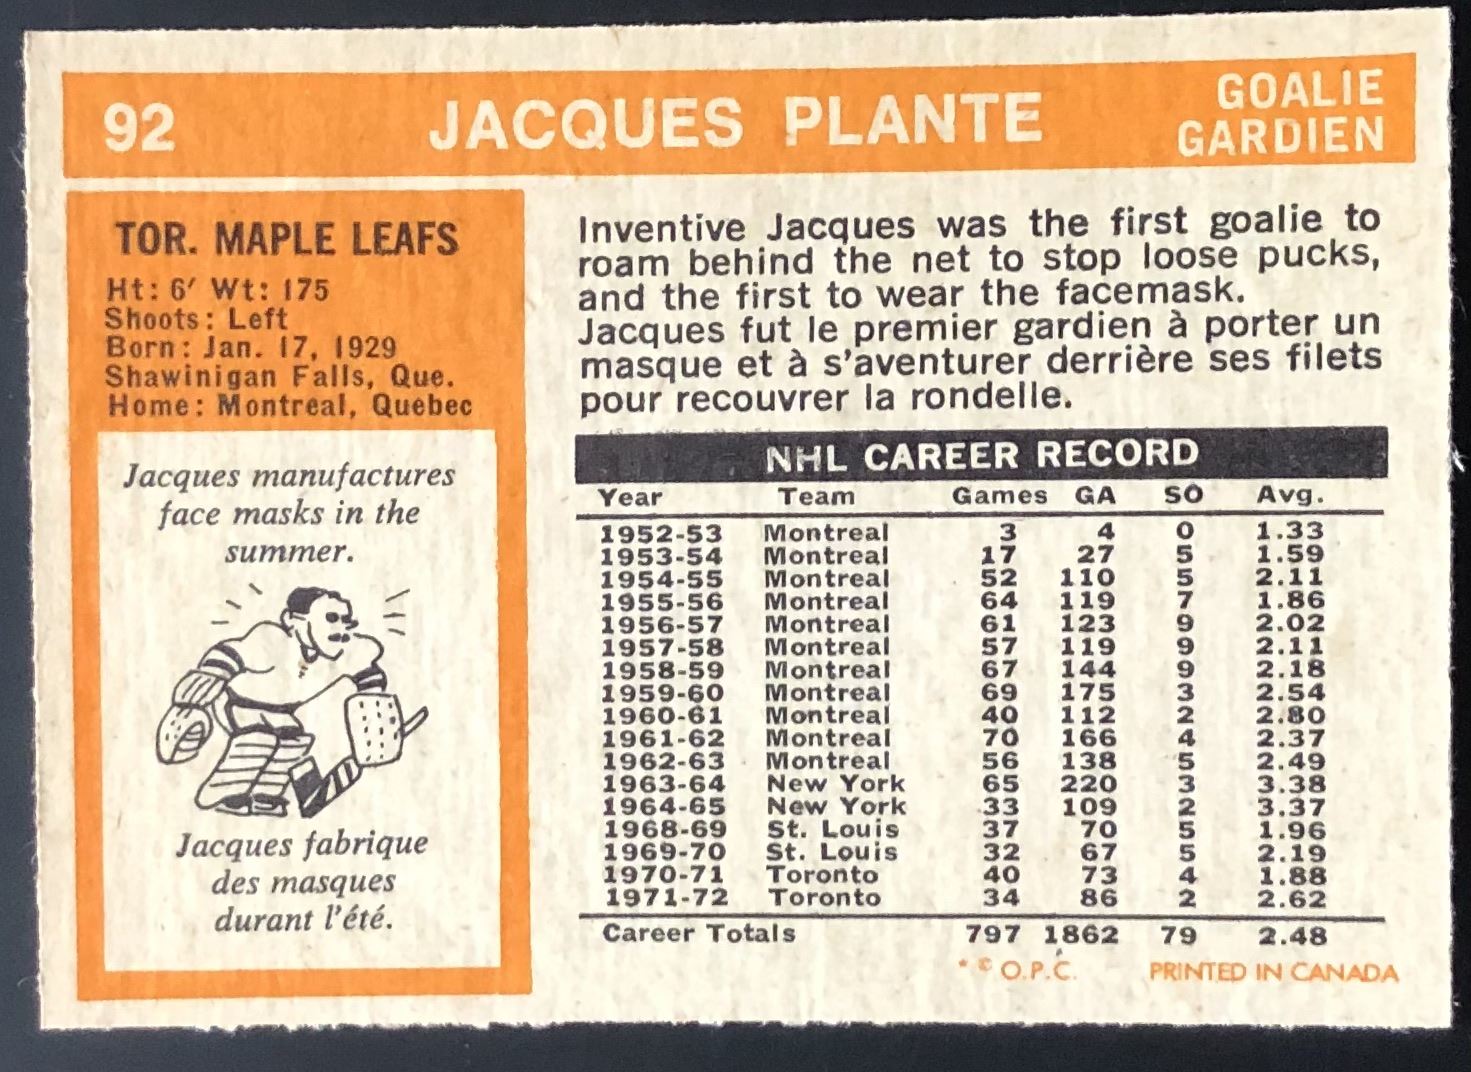 92
JACQUES PLANTE
GOALIE
GARDIEN
TOR. MAPLE LEAFS
Ht: 6' Wt: 175
Shoots: Left
Born: Jan. 17, 1929
Shawinigan Falls, Que.
Home: Montreal, Quebec
Jacques manufactures
face masks in the
summer.
Jacques fabrique
des masques
durant l'été.
Inventive Jacques was the first goalie to
roam behind the net to stop loose pucks,
and the first to wear the facemask.
Jacques fut le premier gardien à porter un
masque et à s'aventurer derrière ses filets
pour recouvrer la rondelle.
NHL CAREER RECORD
Year Team Games GA SO Avg.
1952-53 Montreal 3 4 0 1.33
1953-54 Montreal 17 27 5 1.59
1954-55 Montreal 52 110 5 2.11
1955-56 Montreal 64 119 7 1.86
1956-57 Montreal 61 123 9 2.02
1957-58 Montreal 57 119 9 2.11
1958-59 Montreal 67 144 9 2.18
1959-60 Montreal 69 175 3 2.54
1960-61 Montreal 40 112 2 2.80
1961-62 Montreal 70 166 4 2.37
1962-63 Montreal 56 138 5 2.49
1963-64 New York 65 220 3 3.38
1964-65 New York 33 109 2 3.37
1968-69 St. Louis 37 70 5 1.96
1969-70 St. Louis 32 67 5 2.19
1970-71 Toronto 40 73 4 1.88
1971-72 Toronto 34 86 2 2.62
Career Totals 797 1862 79 2.48
* © O.P.C. PRINTED IN CANADA